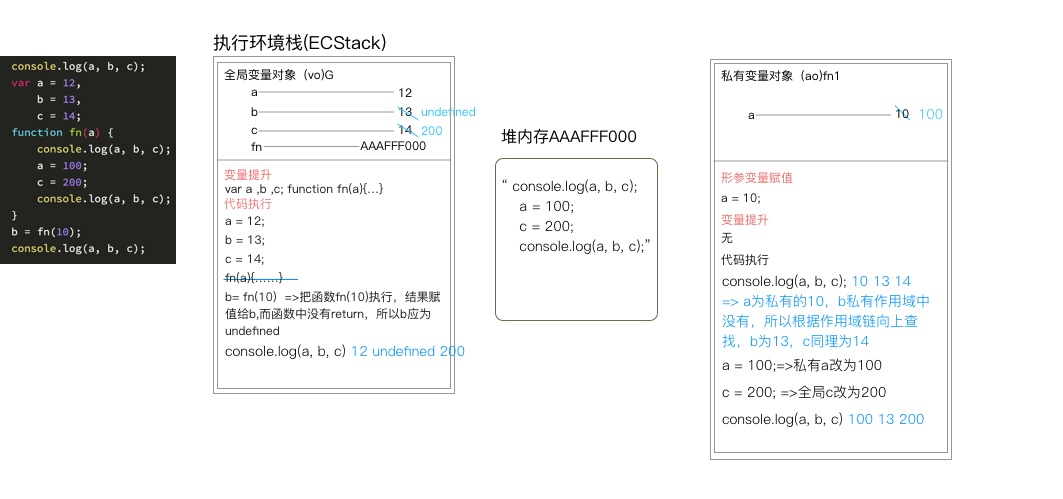 console.log(a, b, c);
var a = 12,
b = 13,
c = 14;
function fn(a) {
console.log(a, b, c);
a = 100;
c = 200;
console.log(a, b, c);
}
b = fn(10);
console.log(a, b, c);
执行环境栈(ECStack)
全局变量对象（vo)G
a 12
b 13 undefined
c 14 200
fn AAAFFF000
变量提升
var a ,b ,c; function fn(a){...}
代码执行
a = 12;
b = 13;
c = 14;
fn(a){......}
b= fn(10) =>把函数fn(10)执行，结果赋
值给b,而函数中没有return，所以b应为
undefined
console.log(a, b, c) 12 undefined 200
堆内存AAAFFF000
“ console.log(a, b, c);
a = 100;
c = 200;
console.log(a, b, c);”
私有变量对象（ao)fn1
a 10 100
形参变量赋值
a = 10;
变量提升
无
代码执行
console.log(a, b, c); 10 13 14
=> a为私有的10，b私有作用域中
没有，所以根据作用域链向上查
找，b为13，c同理为14
a = 100;=>私有a改为100
c = 200; =>全局c改为200
console.log(a, b, c) 100 13 200